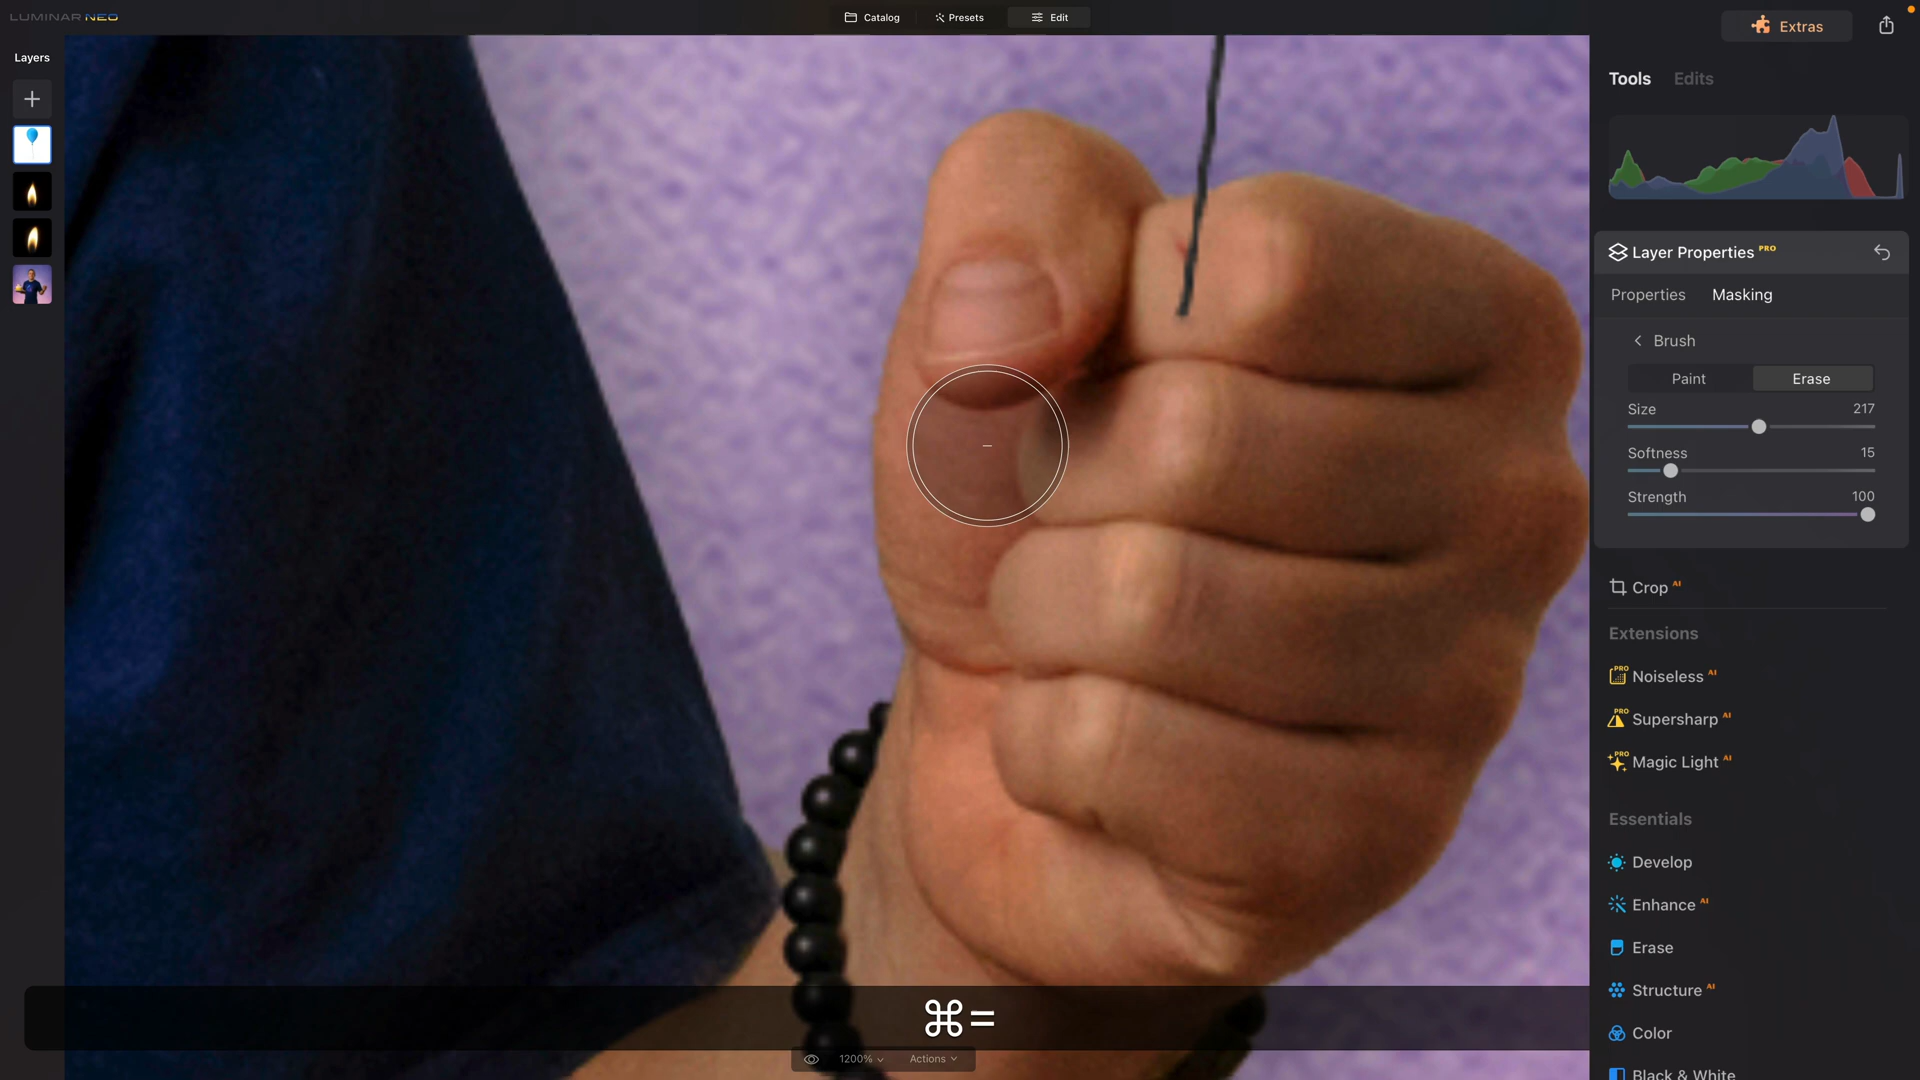 LUMINAR NEO
Catalog
Presets
Edit
Extras
Layers
Tools
Edits
Layer Properties PRO
Properties
Masking
Brush
Paint
Erase
Size
217
Softness
15
Strength
100
Crop AI
Extensions
PRO
Noiseless AI
PRO
Supersharp AI
PRO
Magic Light AI
Essentials
Develop
Enhance AI
Erase
Structure AI
Color
Black & White
⌘=
1200%
Actions